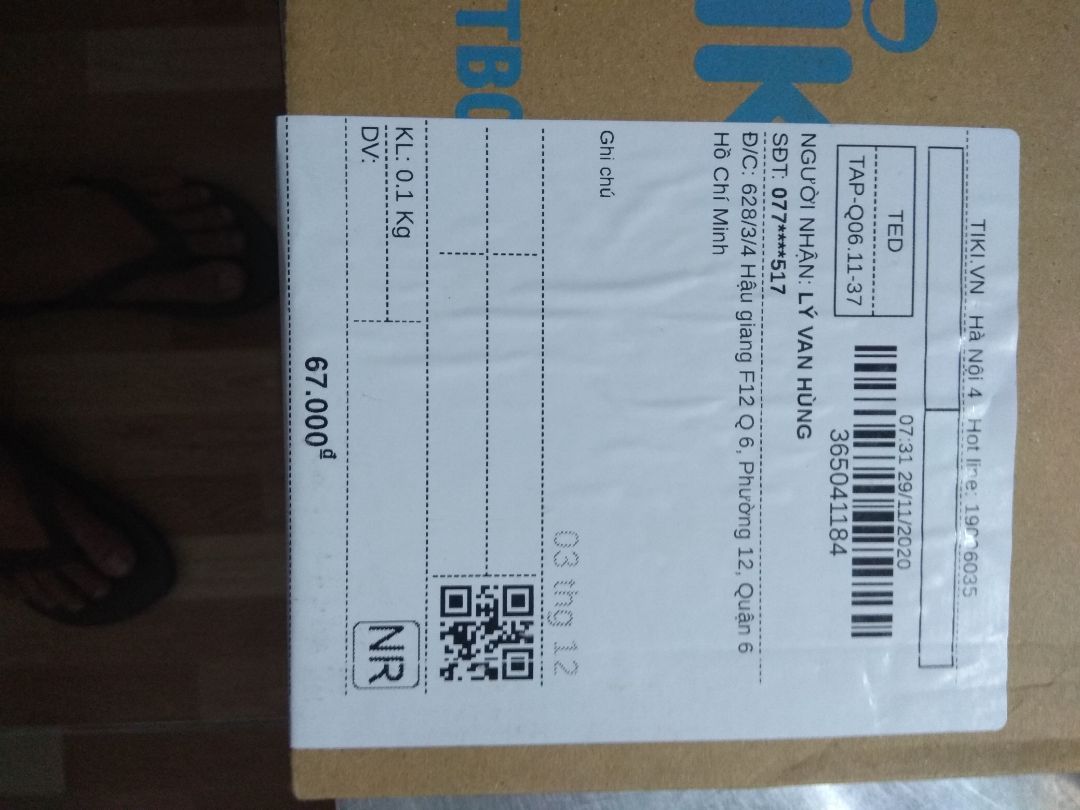 TIKI.VN - Hà Nội 4 - Hot line: 19006035
07:31 29/11/2020
TED
TAP-Q06.11-37
365041184
NGƯỜI NHẬN: LÝ VAN HÙNG
SĐT: 077****517
Đ/C: 628/3/4 Hậu giang F12 Q 6, Phường 12, Quận 6
Hồ Chí Minh
Ghi chú
03 thg 12
KL: 0.1 Kg
DV:
NR
67.000đ